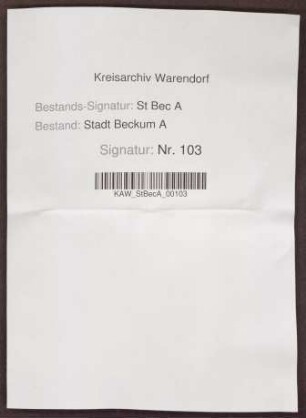 Kreisarchiv Warendorf
Bestands-Signatur: St Bec A
Bestand: Stadt Beckum A
Signatur: Nr. 103
KAW_StBecA_00103